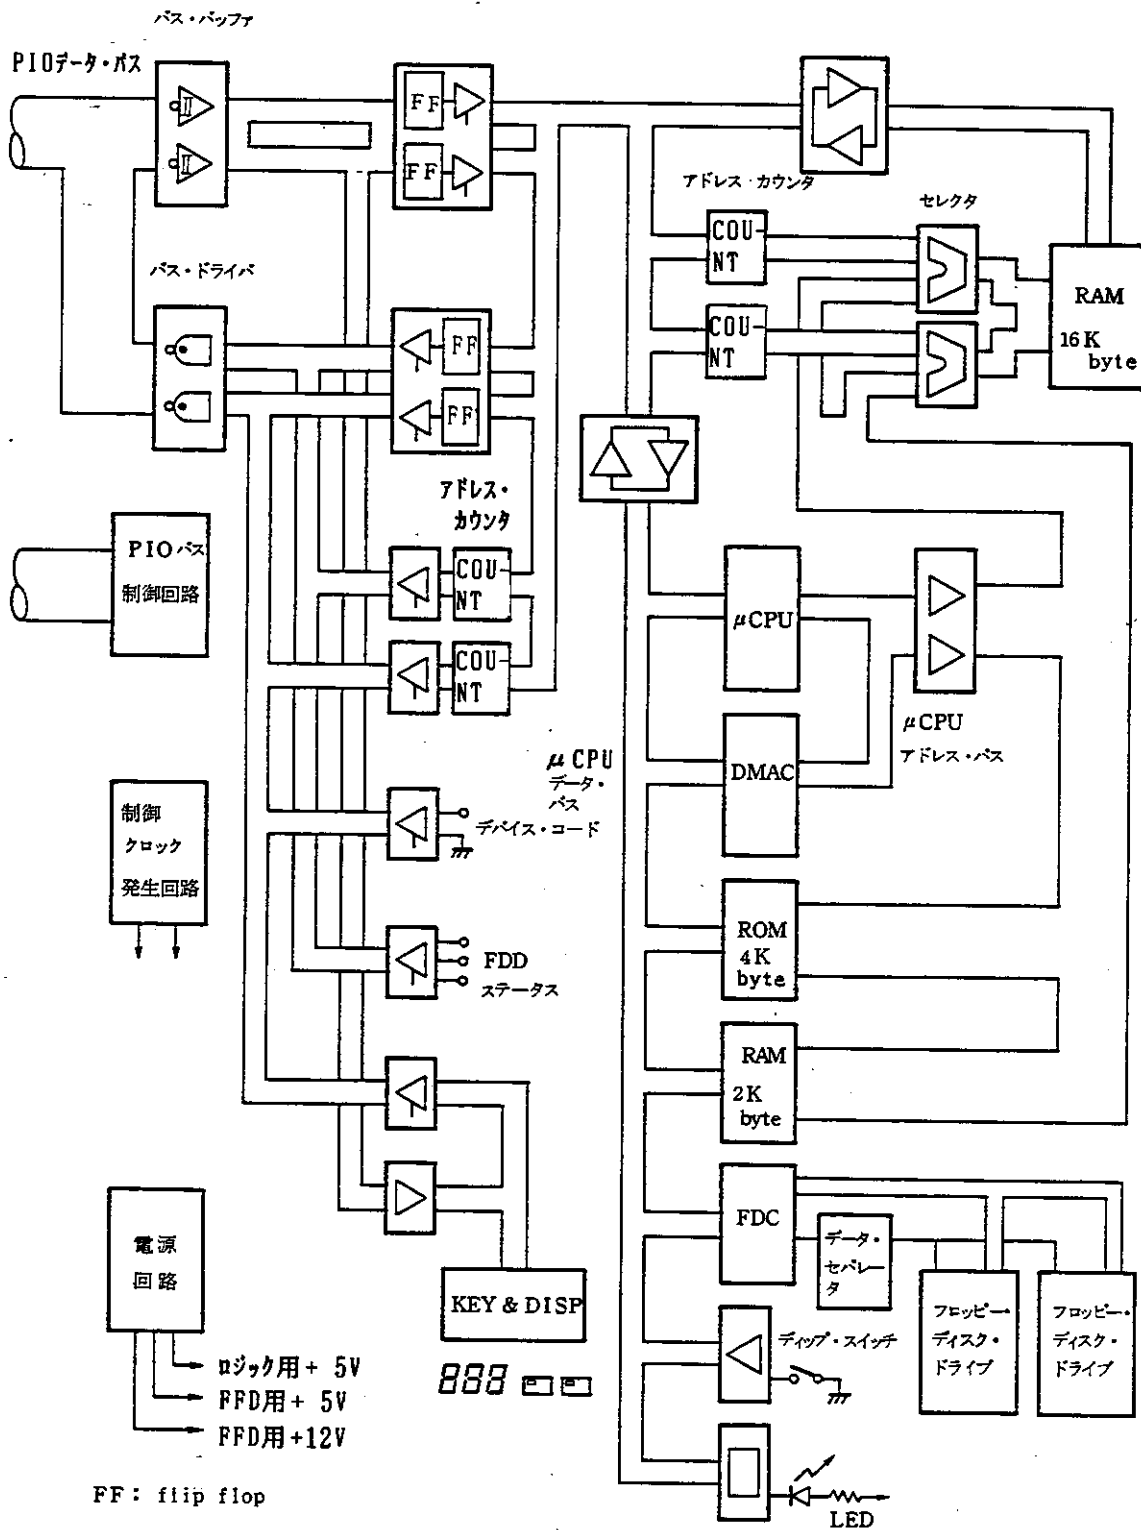 バス・バッファ
PIOデータ・バス
FF
FF
アドレス・カウンタ
セレクタ
COU-
NT
RAM
16K
byte
COU-
NT
バス・ドライバ
FF
FF
アドレス・
カウンタ
PIOバス
制御回路
COU-
NT
μCPU
COU-
NT
μCPU
アドレス・バス
μCPU
データ・
バス
DMAC
制御
クロック
発生回路
デバイス・コード
ROM
4K
byte
FDD
ステータス
RAM
2K
byte
FDC
データ・
セパレー
タ
電源
回路
KEY & DISP
フロッピー・
ディスク・
ドライブ
フロッピー・
ディスク・
ドライブ
ディップ・スイッチ
ロジック用+ 5V
FFD用+ 5V
FFD用+12V
888
FF: flip flop
LED